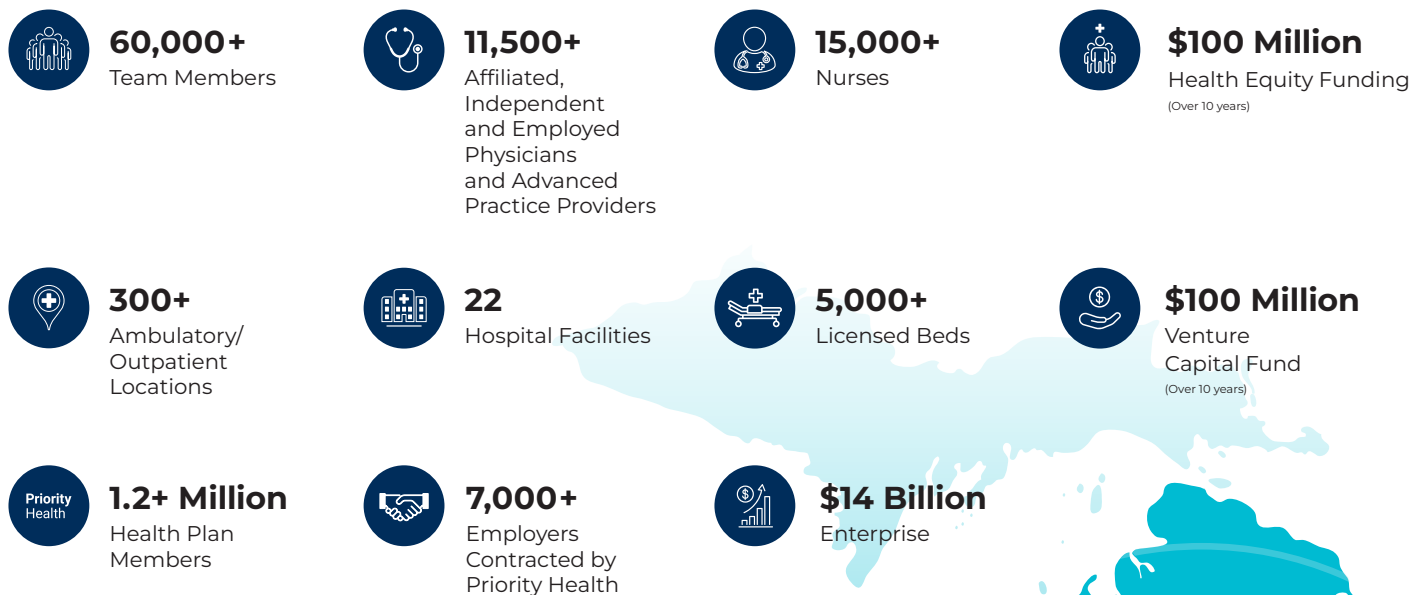 60,000+
Team Members
11,500+
Affiliated,
Independent
and Employed
Physicians
and Advanced
Practice Providers
15,000+
Nurses
$100 Million
Health Equity Funding
(Over 10 years)
300+
Ambulatory/
Outpatient
Locations
22
Hospital Facilities
5,000+
Licensed Beds
$100 Million
Venture
Capital Fund
(Over 10 years)
Priority
Health
1.2+ Million
Health Plan
Members
7,000+
Employers
Contracted by
Priority Health
$14 Billion
Enterprise